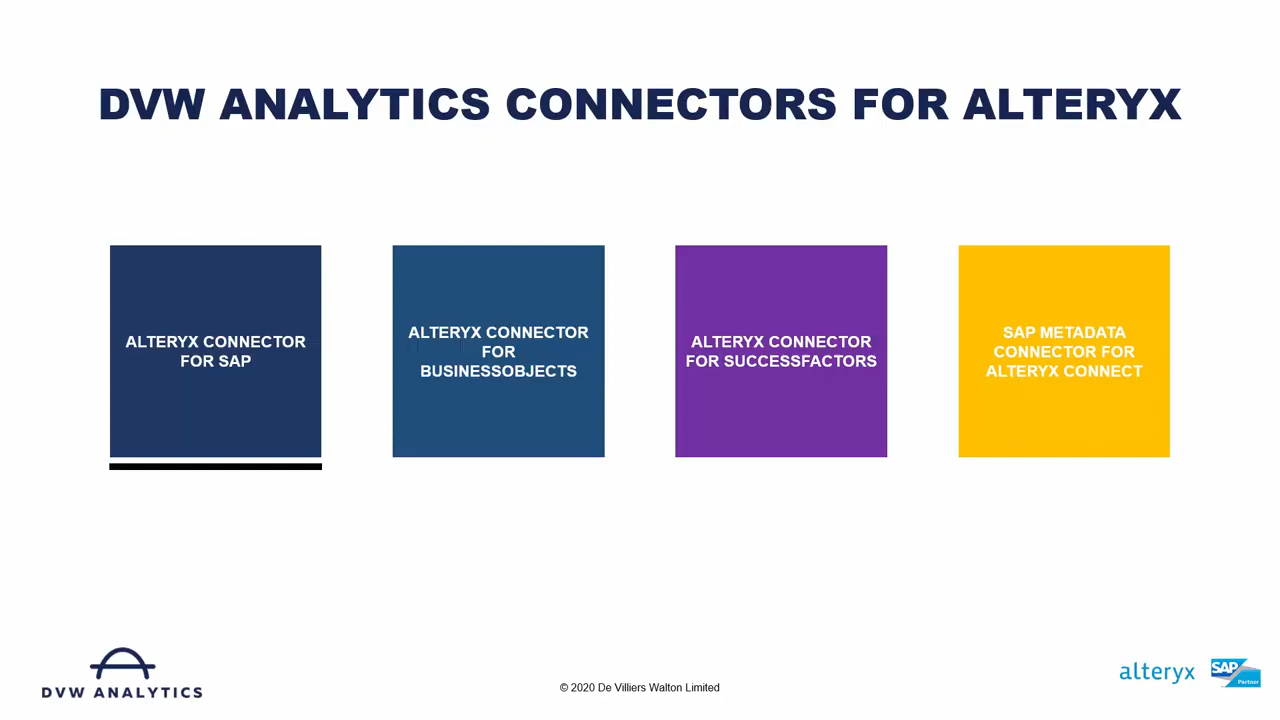 DVW ANALYTICS CONNECTORS FOR ALTERYX
ALTERYX CONNECTOR
FOR SAP
ALTERYX CONNECTOR
FOR
BUSINESSOBJECTS
ALTERYX CONNECTOR
FOR SUCCESSFACTORS
SAP METADATA
CONNECTOR FOR
ALTERYX CONNECT
DVW ANALYTICS
© 2020 De Villiers Walton Limited
alteryx
SAP
Partner